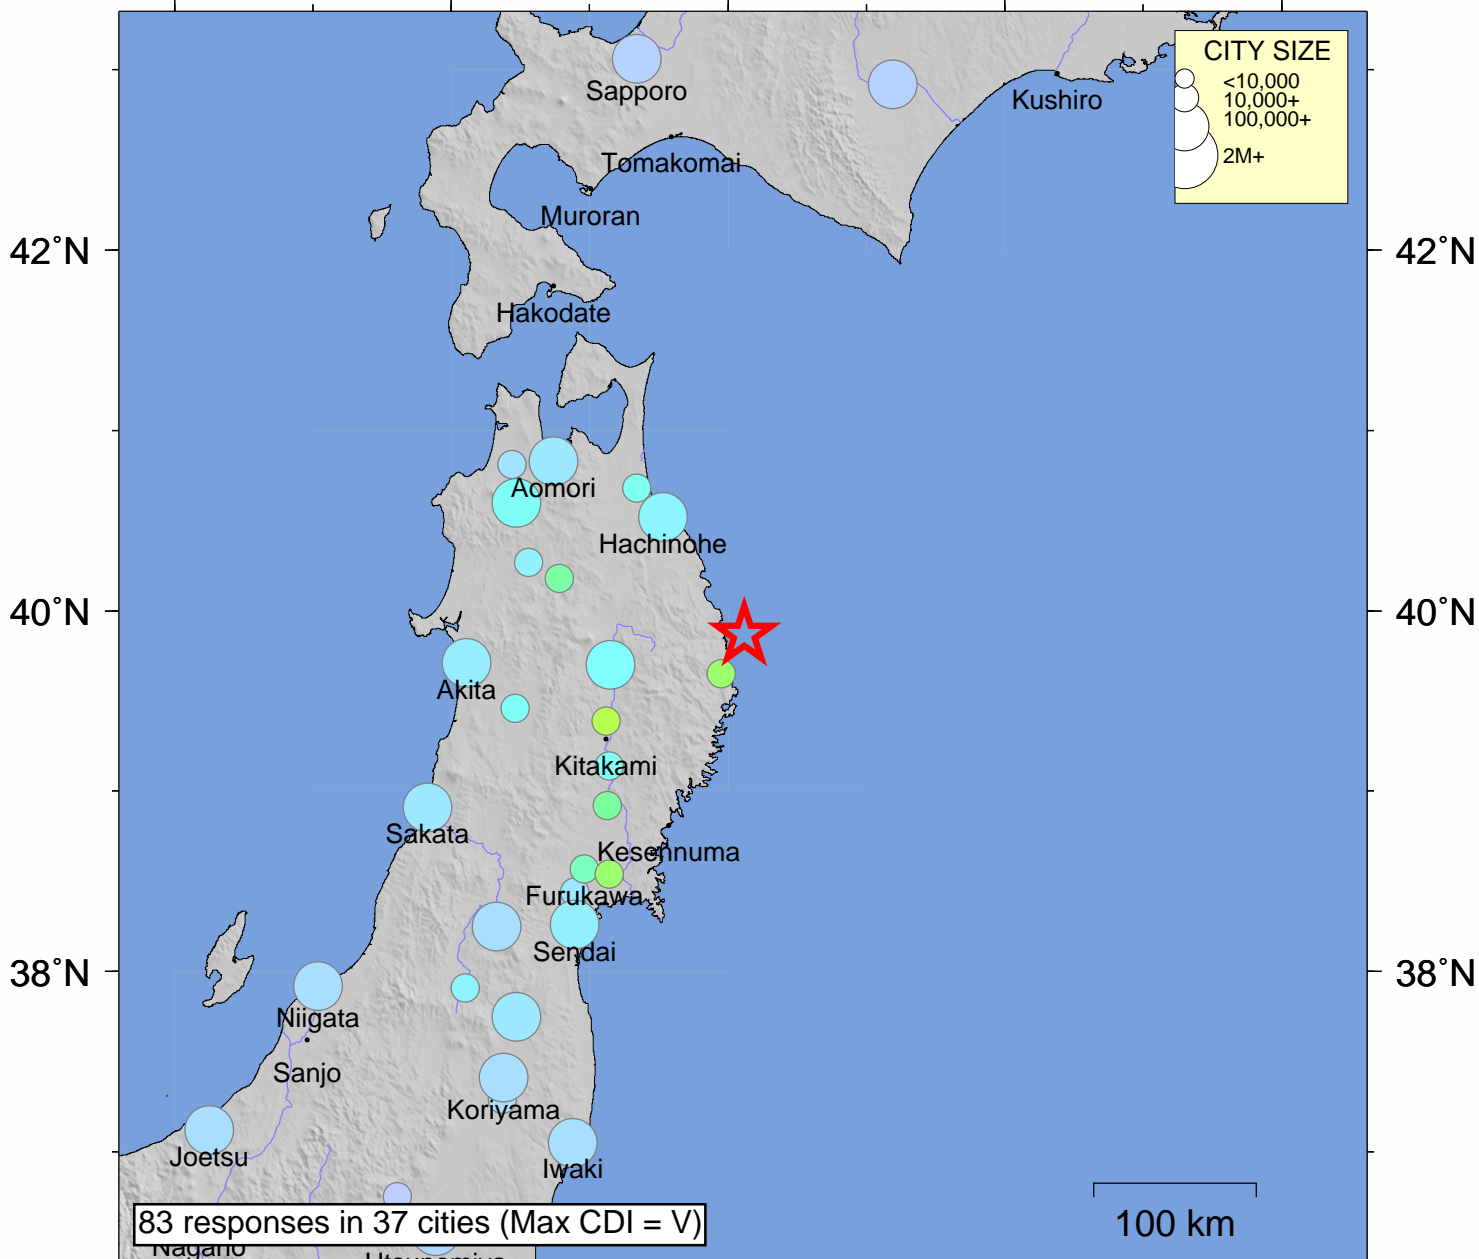 CITY SIZE
<10,000
10,000+
100,000+
2M+
Sapporo
Kushiro
Tomakomai
Muroran
42°N
42°N
Hakodate
Aomori
Hachinohe
40°N
40°N
Akita
Kitakami
Sakata
Kesennuma
Furukawa
Sendai
38°N
38°N
Niigata
Sanjo
Koriyama
Joetsu
Iwaki
83 responses in 37 cities (Max CDI = V)
100 km
Nagano
Utsunomiya